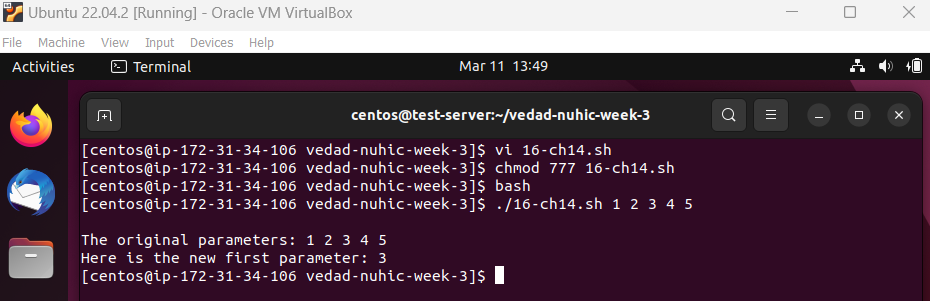 Ubuntu 22.04.2 [Running] - Oracle VM VirtualBox
File Machine View Input Devices Help
Activities Terminal Mar 11 13:49
centos@test-server:~/vedad-nuhic-week-3
[centos@ip-172-31-34-106 vedad-nuhic-week-3]$ vi 16-ch14.sh
[centos@ip-172-31-34-106 vedad-nuhic-week-3]$ chmod 777 16-ch14.sh
[centos@ip-172-31-34-106 vedad-nuhic-week-3]$ bash
[centos@ip-172-31-34-106 vedad-nuhic-week-3]$ ./16-ch14.sh 1 2 3 4 5
The original parameters: 1 2 3 4 5
Here is the new first parameter: 3
[centos@ip-172-31-34-106 vedad-nuhic-week-3]$